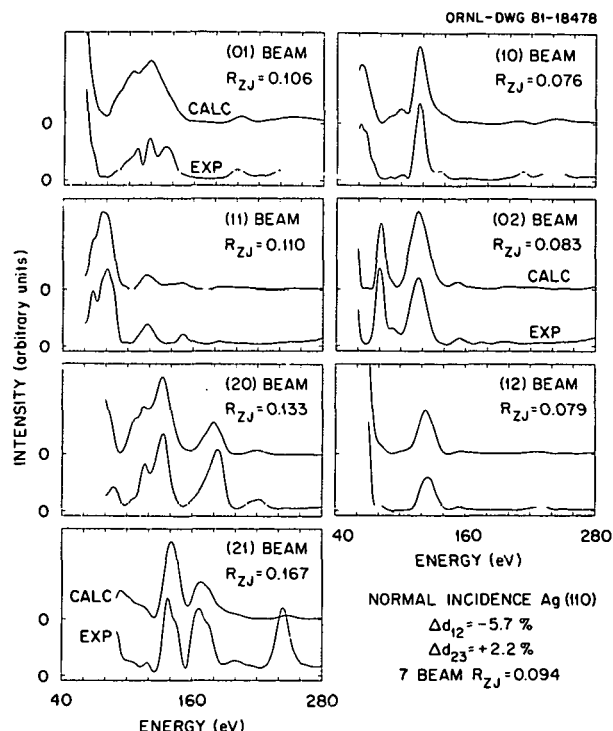 ORNL-DWG 81-18478
(01) BEAM
R_ZJ = 0.106
CALC
EXP
0
0
(10) BEAM
R_ZJ = 0.076
0
0
(11) BEAM
R_ZJ = 0.110
0
0
(02) BEAM
R_ZJ = 0.083
CALC
EXP
0
0
INTENSITY (arbitrary units)
(20) BEAM
R_ZJ = 0.133
0
0
(12) BEAM
R_ZJ = 0.079
0
0
40 160 280
ENERGY (eV)
(21) BEAM
R_ZJ = 0.167
CALC
EXP
0
0
40 160 280
ENERGY (eV)
NORMAL INCIDENCE Ag (110)
Δd₁₂ = −5.7 %
Δd₂₃ = +2.2 %
7 BEAM R_ZJ = 0.094